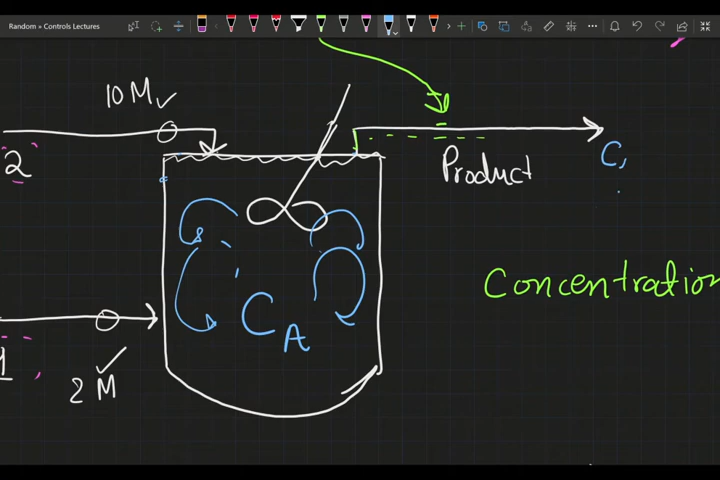 Random » Controls Lectures
10 M
2
Product
C,
Concentration
C A
1
2 M